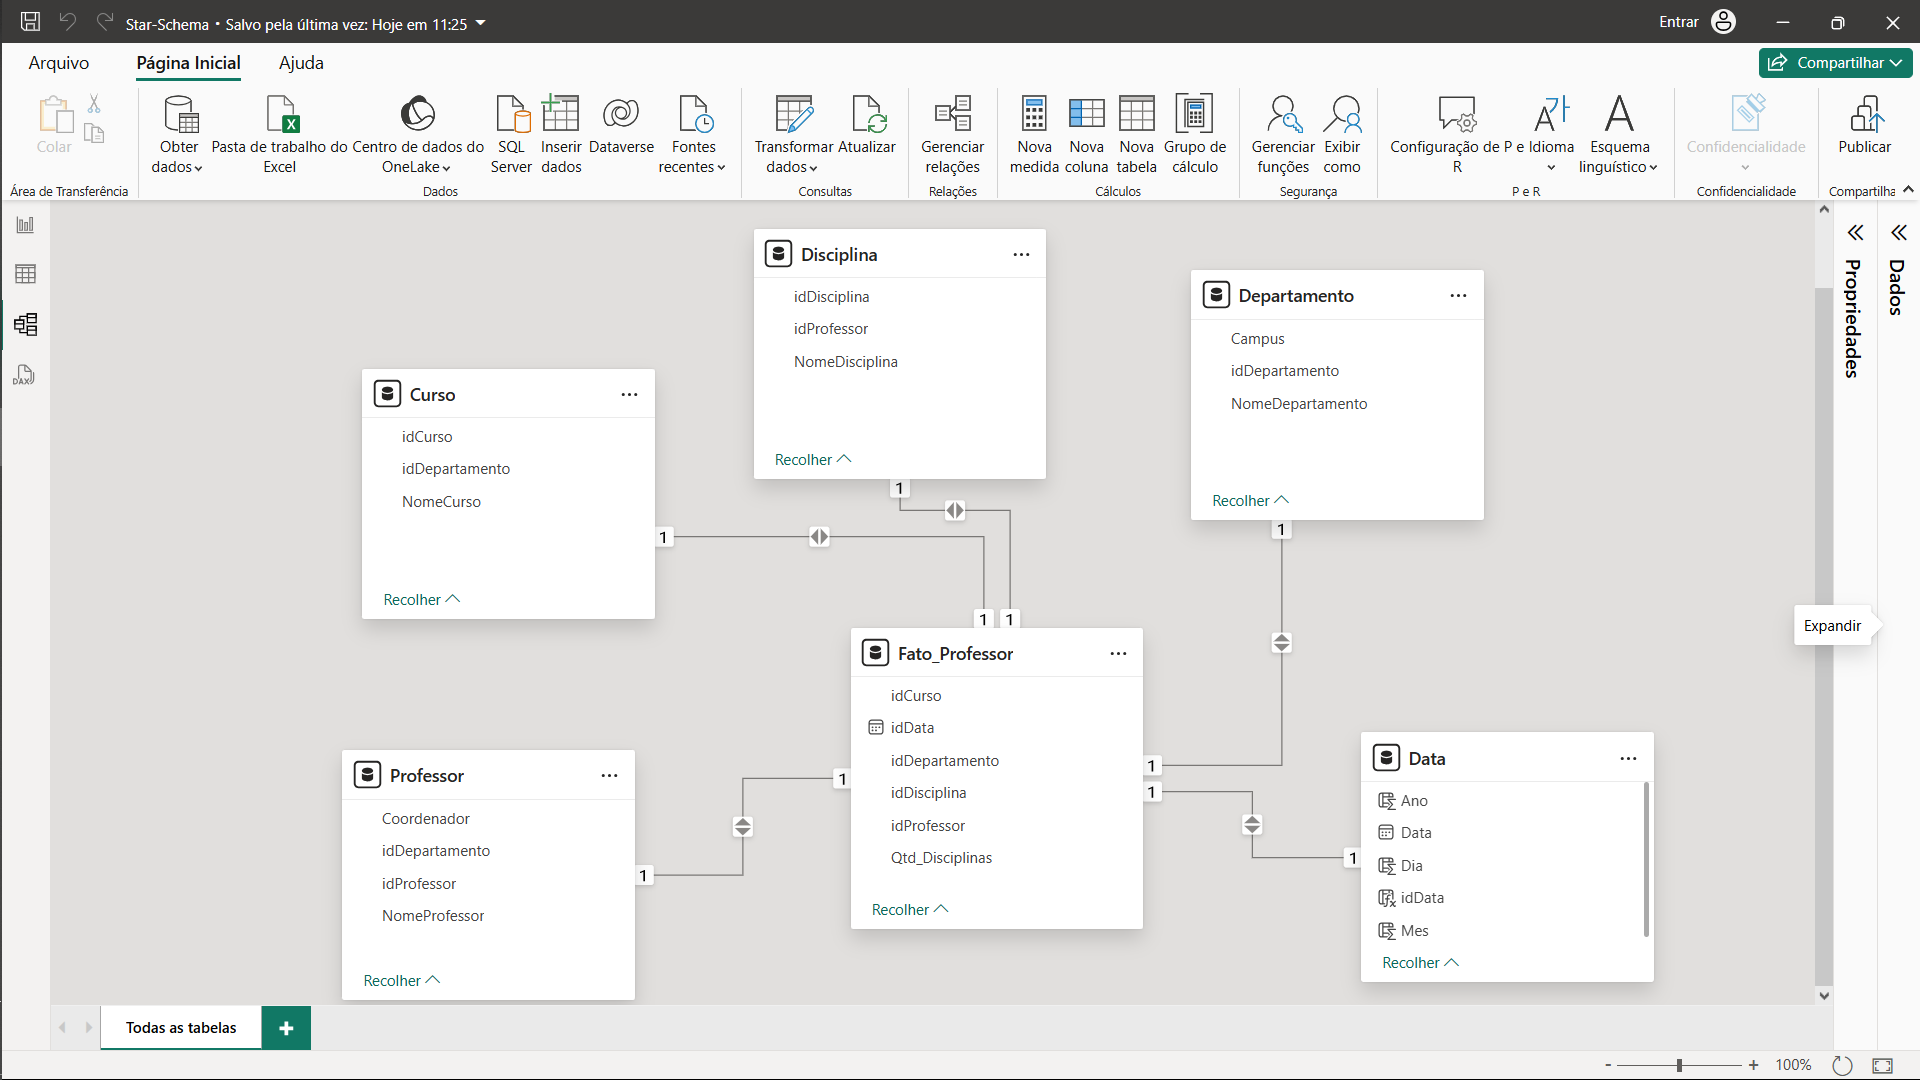 Star-Schema • Salvo pela última vez: Hoje em 11:25
Entrar
Arquivo
Página Inicial
Ajuda
Compartilhar
Colar
Área de Transferência
Obter dados
Pasta de trabalho do Excel
Centro de dados do OneLake
SQL Server
Inserir dados
Dataverse
Fontes recentes
Dados
Transformar dados
Atualizar
Consultas
Gerenciar relações
Relações
Nova medida
Nova coluna
Nova tabela
Grupo de cálculo
Cálculos
Gerenciar funções
Exibir como
Segurança
Configuração de R
P e Idioma
Esquema linguístico
P e R
Confidencialidade
Confidencialidade
Publicar
Compartilha
DAX
Disciplina
idDisciplina
idProfessor
NomeDisciplina
Recolher
Departamento
Campus
idDepartamento
NomeDepartamento
Recolher
Curso
idCurso
idDepartamento
NomeCurso
Recolher
1
1
1
1
1
Fato_Professor
idCurso
idData
idDepartamento
idDisciplina
idProfessor
Qtd_Disciplinas
Recolher
1
1
1
1
1
Professor
Coordenador
idDepartamento
idProfessor
NomeProfessor
Recolher
Data
Ano
Data
Dia
idData
Mes
Recolher
Propriedades
Dados
Expandir
Todas as tabelas
+
- + 100%